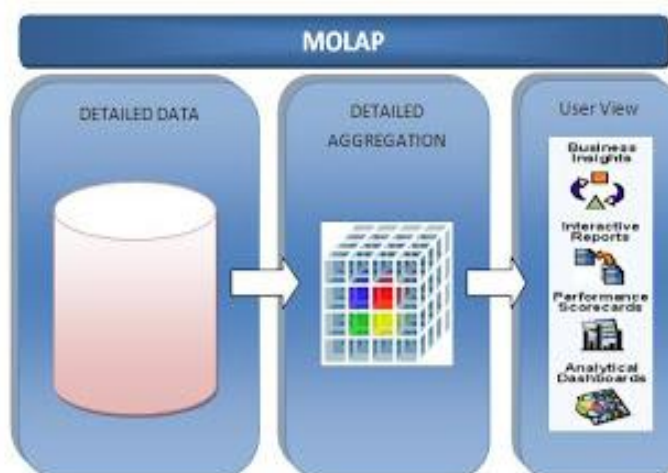 MOLAP
DETAILED DATA
DETAILED
AGGREGATION
User View
Business
Insights
Interactive
Reports
Performance
Scorecards
Analytical
Dashboards